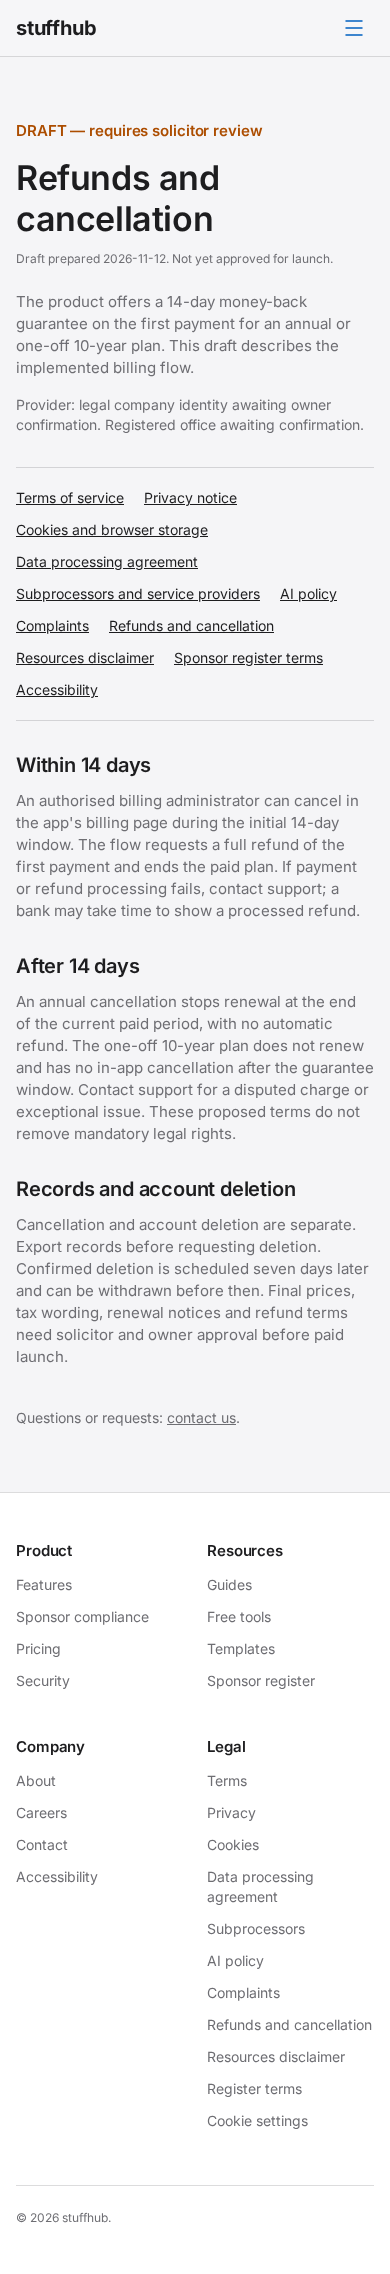 stuffhub
DRAFT — requires solicitor review
Refunds and
cancellation
Draft prepared 2026-11-12. Not yet approved for launch.
The product offers a 14-day money-back
guarantee on the first payment for an annual or
one-off 10-year plan. This draft describes the
implemented billing flow.
Provider: legal company identity awaiting owner
confirmation. Registered office awaiting confirmation.
Terms of service Privacy notice
Cookies and browser storage
Data processing agreement
Subprocessors and service providers AI policy
Complaints Refunds and cancellation
Resources disclaimer Sponsor register terms
Accessibility
Within 14 days
An authorised billing administrator can cancel in
the app's billing page during the initial 14-day
window. The flow requests a full refund of the
first payment and ends the paid plan. If payment
or refund processing fails, contact support; a
bank may take time to show a processed refund.
After 14 days
An annual cancellation stops renewal at the end
of the current paid period, with no automatic
refund. The one-off 10-year plan does not renew
and has no in-app cancellation after the guarantee
window. Contact support for a disputed charge or
exceptional issue. These proposed terms do not
remove mandatory legal rights.
Records and account deletion
Cancellation and account deletion are separate.
Export records before requesting deletion.
Confirmed deletion is scheduled seven days later
and can be withdrawn before then. Final prices,
tax wording, renewal notices and refund terms
need solicitor and owner approval before paid
launch.
Questions or requests: contact us.
Product
Features
Sponsor compliance
Pricing
Security
Resources
Guides
Free tools
Templates
Sponsor register
Company
About
Careers
Contact
Accessibility
Legal
Terms
Privacy
Cookies
Data processing
agreement
Subprocessors
AI policy
Complaints
Refunds and cancellation
Resources disclaimer
Register terms
Cookie settings
© 2026 stuffhub.